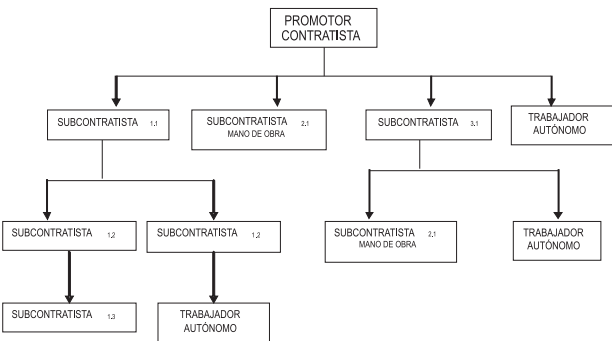 PROMOTOR
CONTRATISTA
SUBCONTRATISTA 1.1
SUBCONTRATISTA 2.1
MANO DE OBRA
SUBCONTRATISTA 3.1
TRABAJADOR
AUTÓNOMO
SUBCONTRATISTA 1.2
SUBCONTRATISTA 1.2
SUBCONTRATISTA 2.1
MANO DE OBRA
TRABAJADOR
AUTÓNOMO
SUBCONTRATISTA 1.3
TRABAJADOR
AUTÓNOMO